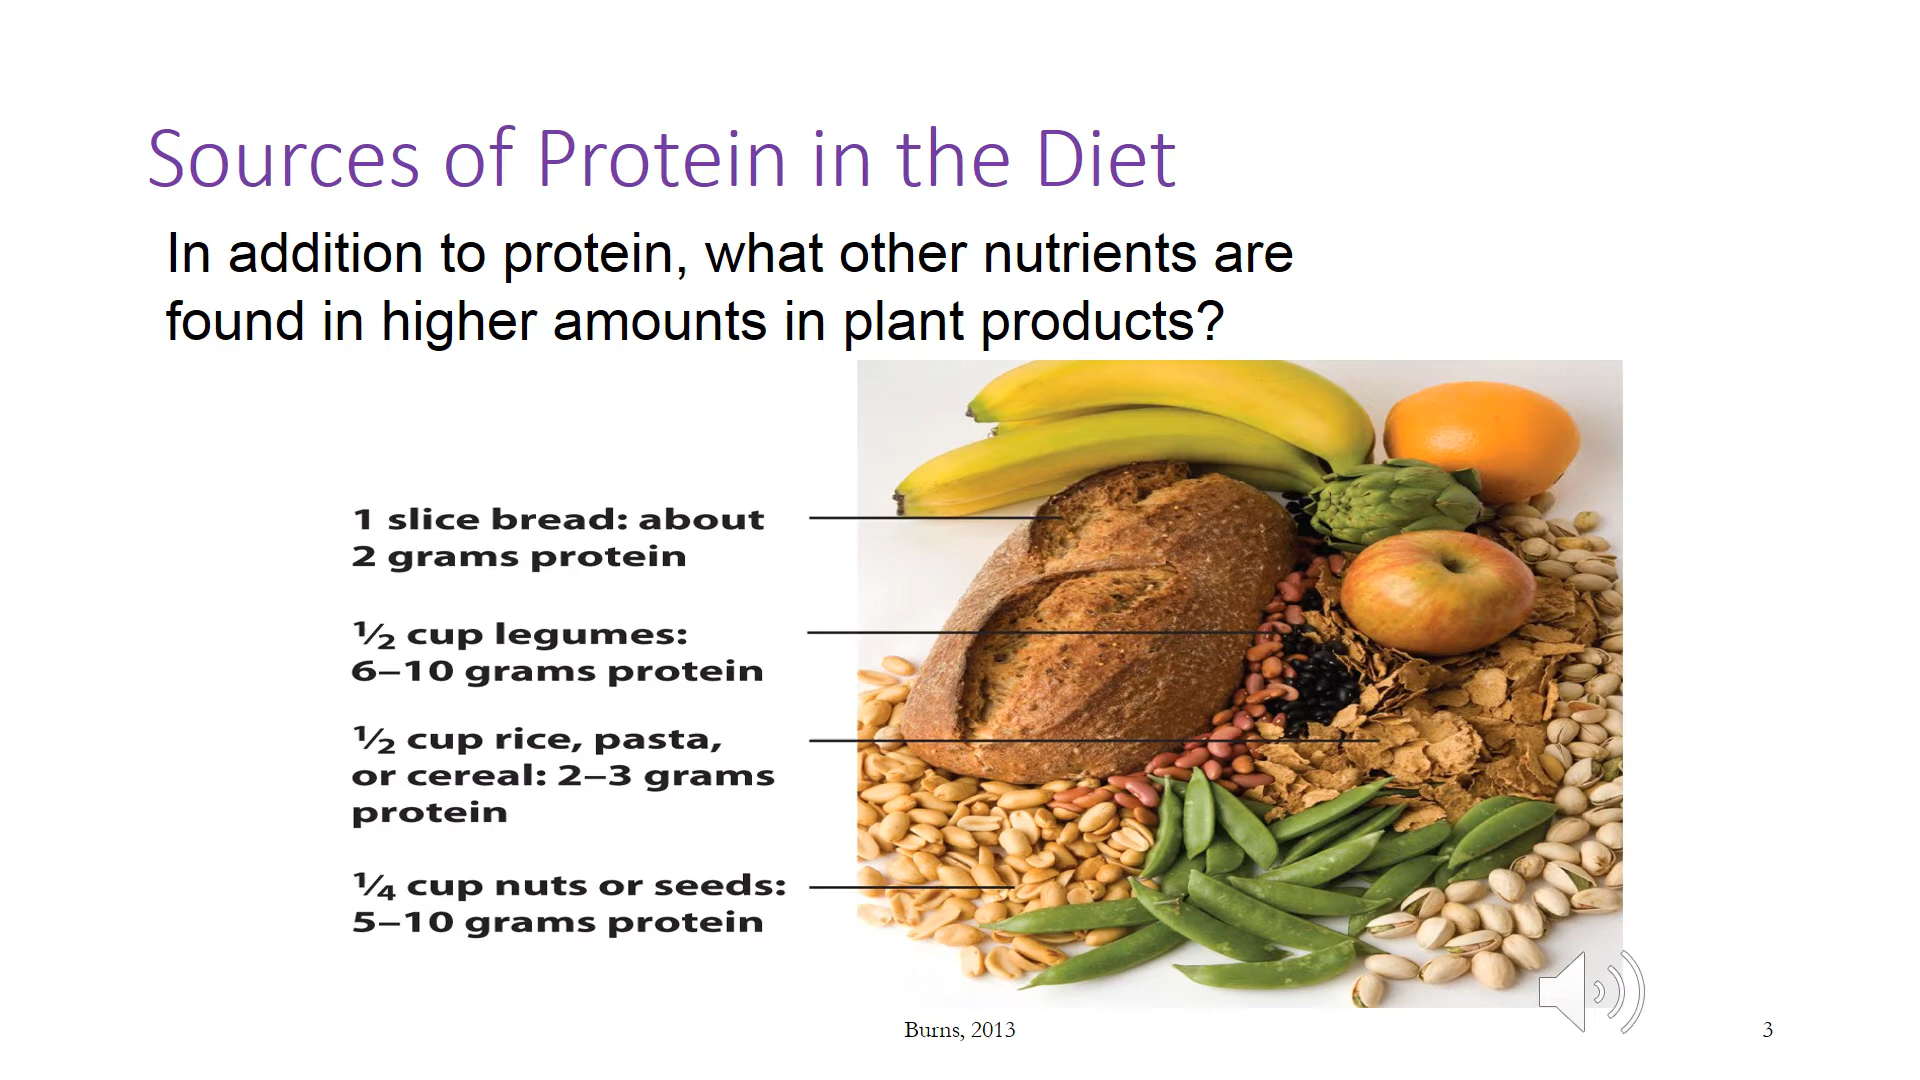 Sources of Protein in the Diet
In addition to protein, what other nutrients are
found in higher amounts in plant products?
1 slice bread: about
2 grams protein
½ cup legumes:
6–10 grams protein
½ cup rice, pasta,
or cereal: 2–3 grams
protein
¼ cup nuts or seeds:
5–10 grams protein
Burns, 2013
3